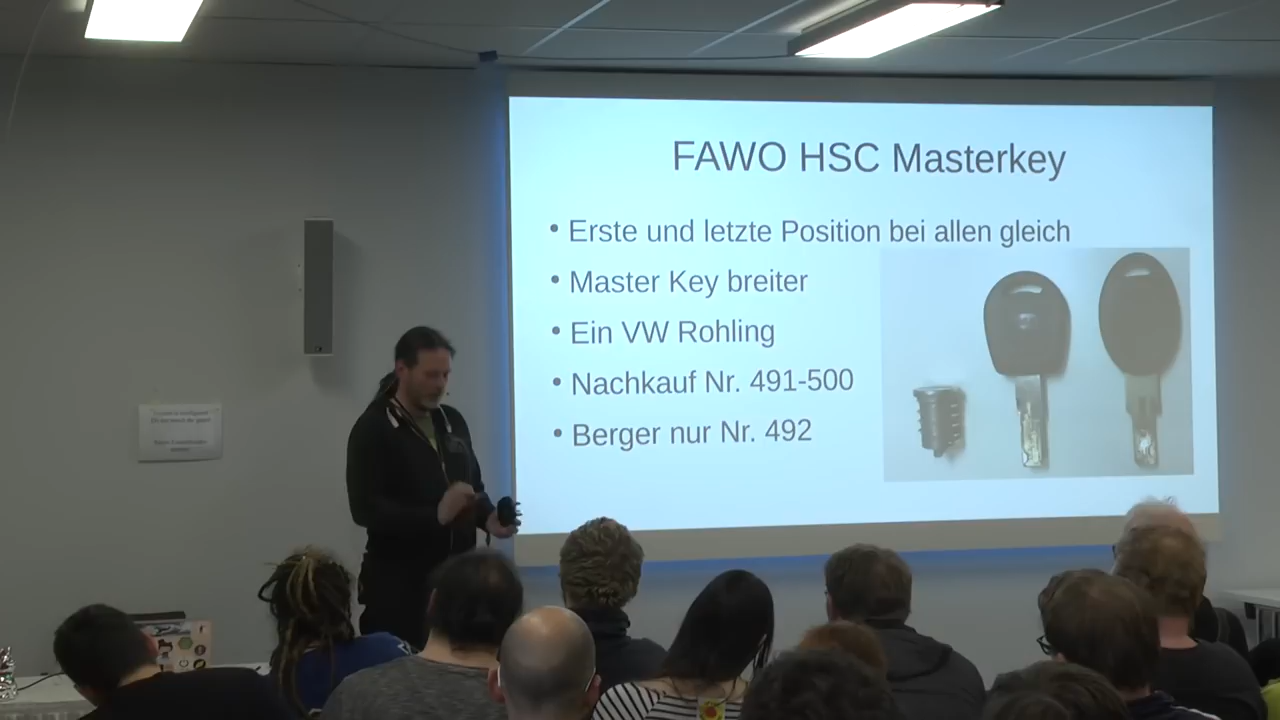 FAWO HSC Masterkey
• Erste und letzte Position bei allen gleich
• Master Key breiter
• Ein VW Rohling
• Nachkauf Nr. 491-500
• Berger nur Nr. 492